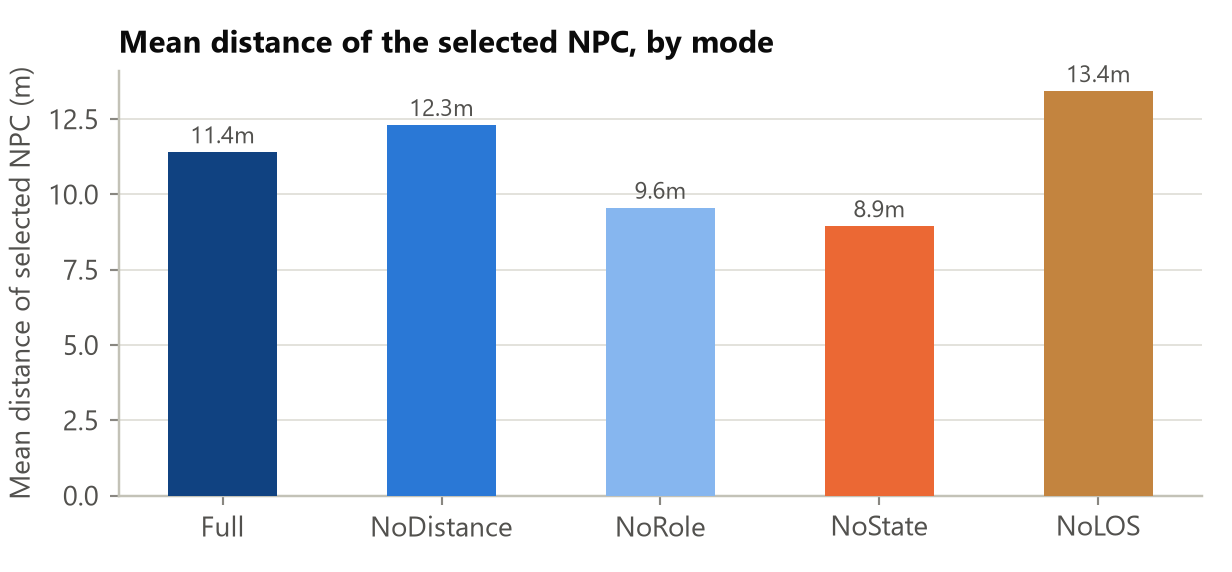 Mean distance of the selected NPC, by mode
Mean distance of selected NPC (m)
12.5
10.0
7.5
5.0
2.5
0.0
11.4m
12.3m
9.6m
8.9m
13.4m
Full
NoDistance
NoRole
NoState
NoLOS